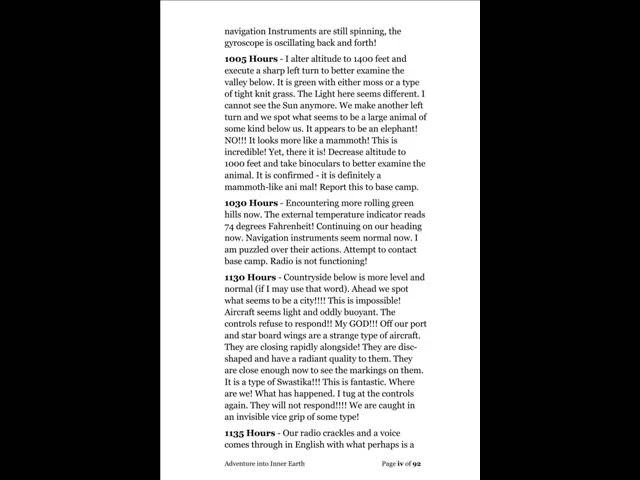 navigation Instruments are still spinning, the
gyroscope is oscillating back and forth!
1005 Hours - I alter altitude to 1400 feet and
execute a sharp left turn to better examine the
valley below. It is green with either moss or a type
of tight knit grass. The Light here seems different. I
cannot see the Sun anymore. We make another left
turn and we spot what seems to be a large animal of
some kind below us. It appears to be an elephant!
NO!!! It looks more like a mammoth! This is
incredible! Yet, there it is! Decrease altitude to
1000 feet and take binoculars to better examine the
animal. It is confirmed - it is definitely a
mammoth-like ani mal! Report this to base camp.
1030 Hours - Encountering more rolling green
hills now. The external temperature indicator reads
74 degrees Fahrenheit! Continuing on our heading
now. Navigation instruments seem normal now. I
am puzzled over their actions. Attempt to contact
base camp. Radio is not functioning!
1130 Hours - Countryside below is more level and
normal (if I may use that word). Ahead we spot
what seems to be a city!!!! This is impossible!
Aircraft seems light and oddly buoyant. The
controls refuse to respond!! My GOD!!! Off our port
and star board wings are a strange type of aircraft.
They are closing rapidly alongside! They are disc-
shaped and have a radiant quality to them. They
are close enough now to see the markings on them.
It is a type of Swastika!!! This is fantastic. Where
are we! What has happened. I tug at the controls
again. They will not respond!!!! We are caught in
an invisible vice grip of some type!
1135 Hours - Our radio crackles and a voice
comes through in English with what perhaps is a
Adventure into Inner Earth Page iv of 92